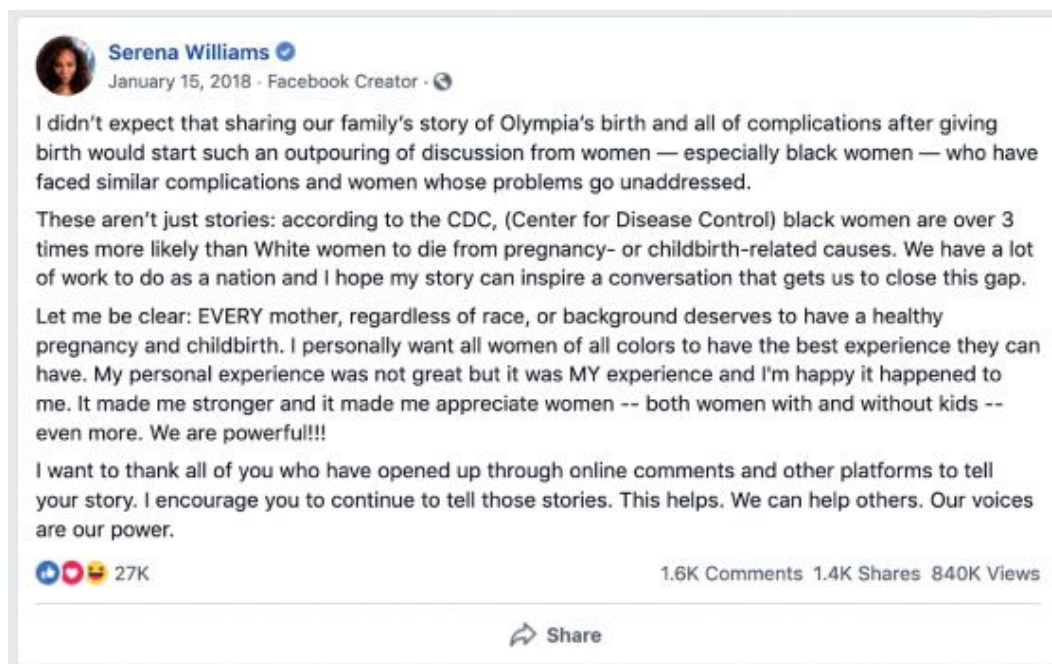 Serena Williams
January 15, 2018 · Facebook Creator ·
I didn't expect that sharing our family's story of Olympia's birth and all of complications after giving
birth would start such an outpouring of discussion from women — especially black women — who have
faced similar complications and women whose problems go unaddressed.
These aren't just stories: according to the CDC, (Center for Disease Control) black women are over 3
times more likely than White women to die from pregnancy- or childbirth-related causes. We have a lot
of work to do as a nation and I hope my story can inspire a conversation that gets us to close this gap.
Let me be clear: EVERY mother, regardless of race, or background deserves to have a healthy
pregnancy and childbirth. I personally want all women of all colors to have the best experience they can
have. My personal experience was not great but it was MY experience and I'm happy it happened to
me. It made me stronger and it made me appreciate women -- both women with and without kids --
even more. We are powerful!!!
I want to thank all of you who have opened up through online comments and other platforms to tell
your story. I encourage you to continue to tell those stories. This helps. We can help others. Our voices
are our power.
27K 1.6K Comments 1.4K Shares 840K Views
Share